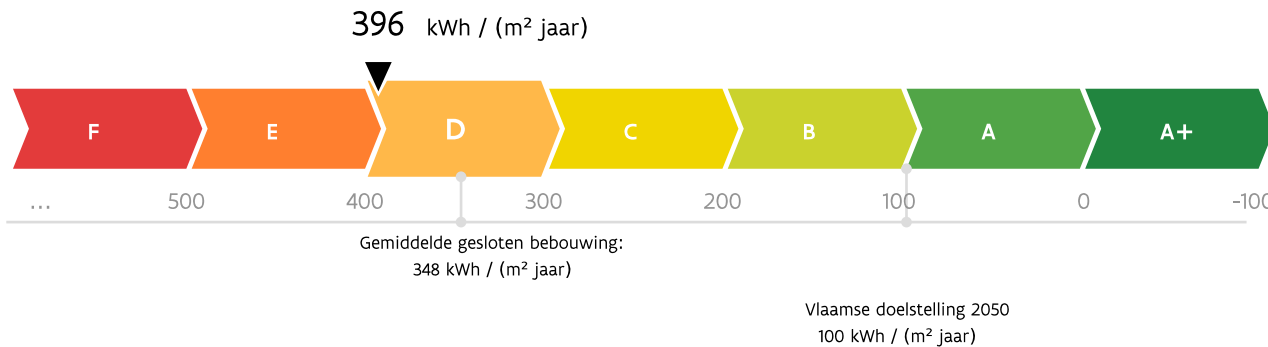 396 kWh / (m² jaar)
F E D C B A A+
... 500 400 300 200 100 0 -100
Gemiddelde gesloten bebouwing:
348 kWh / (m² jaar)
Vlaamse doelstelling 2050
100 kWh / (m² jaar)